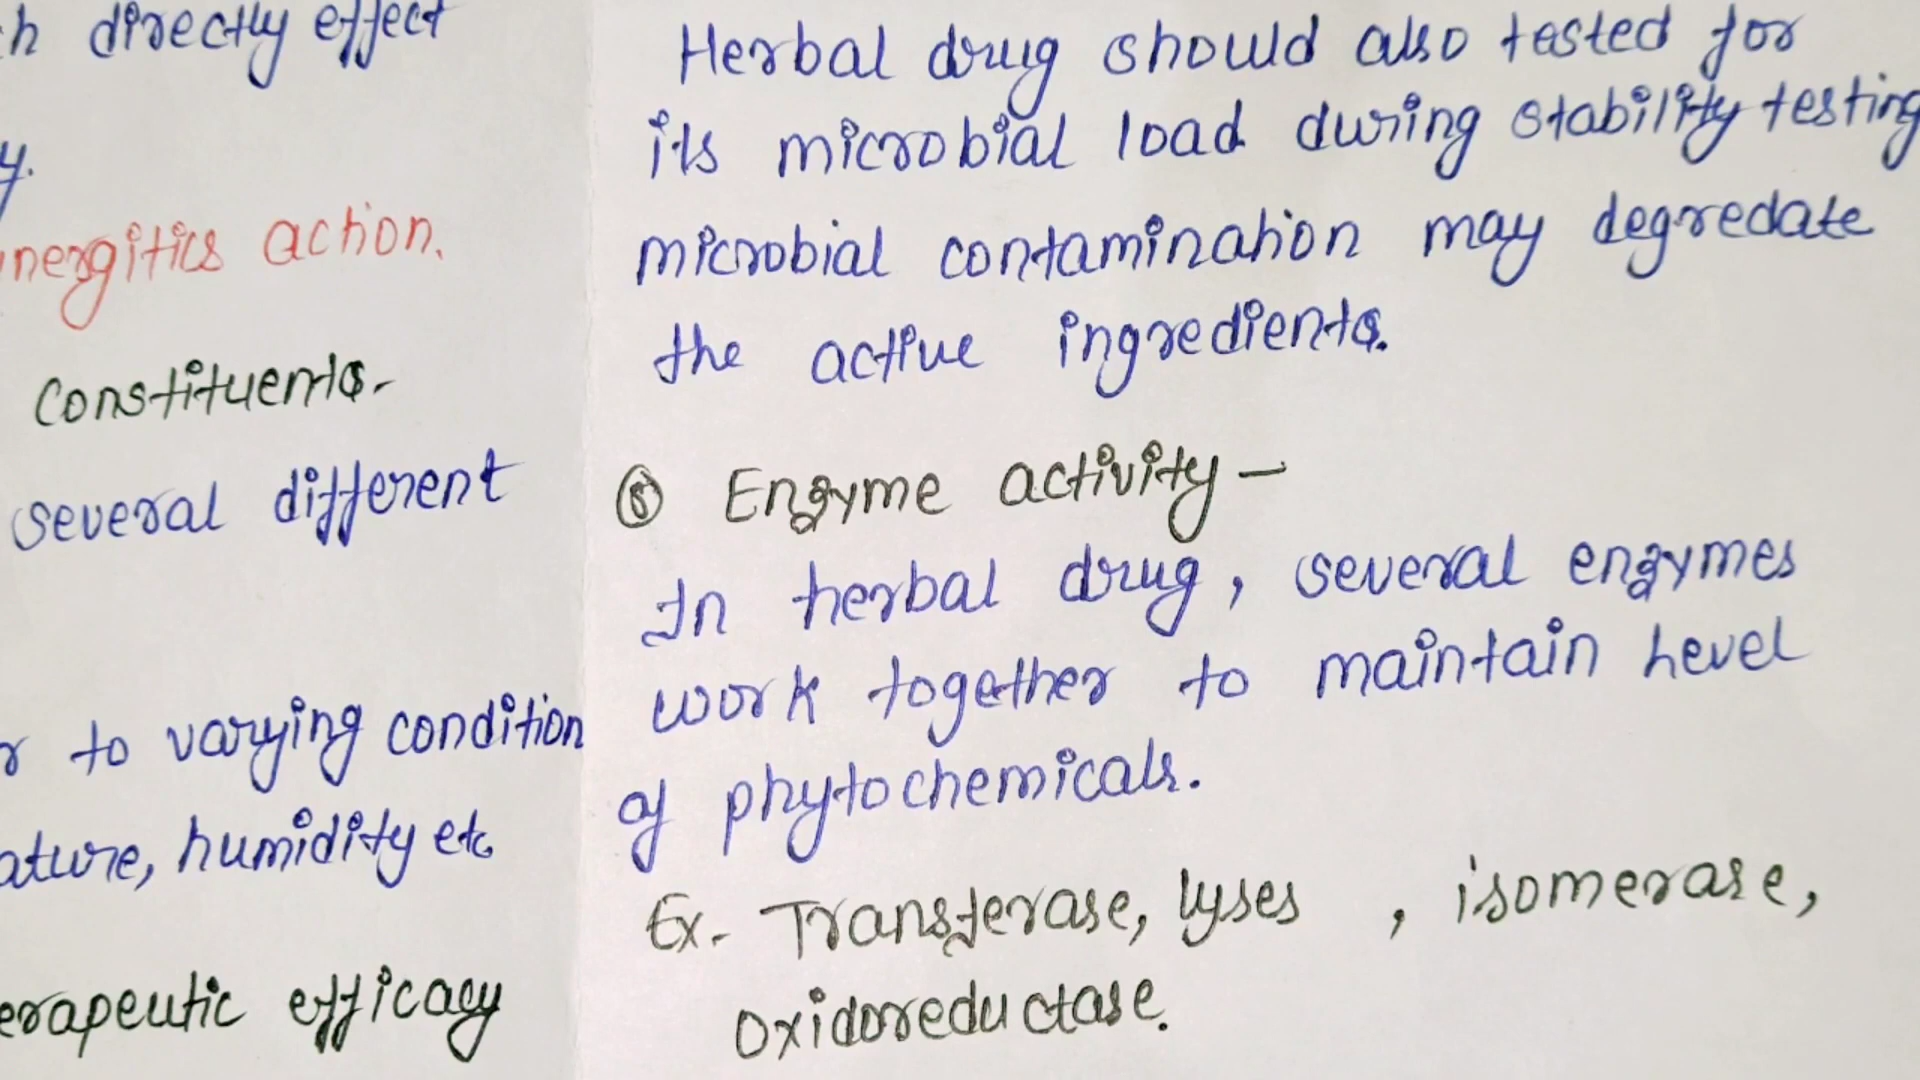 directly effect
y.
nergitics action.
Constituents.
several different
r to varying condition
ature, humidity etc
erapeutic efficacy
Herbal drug should also tested for
its microbial load during stability testing
microbial contamination may degredate
the active ingredients.
Enzyme activity -
In herbal drug, several enzymes
work together to maintain Level
of phytochemicals.
Ex. Transferase, lyses , isomerase,
oxidoreductase.